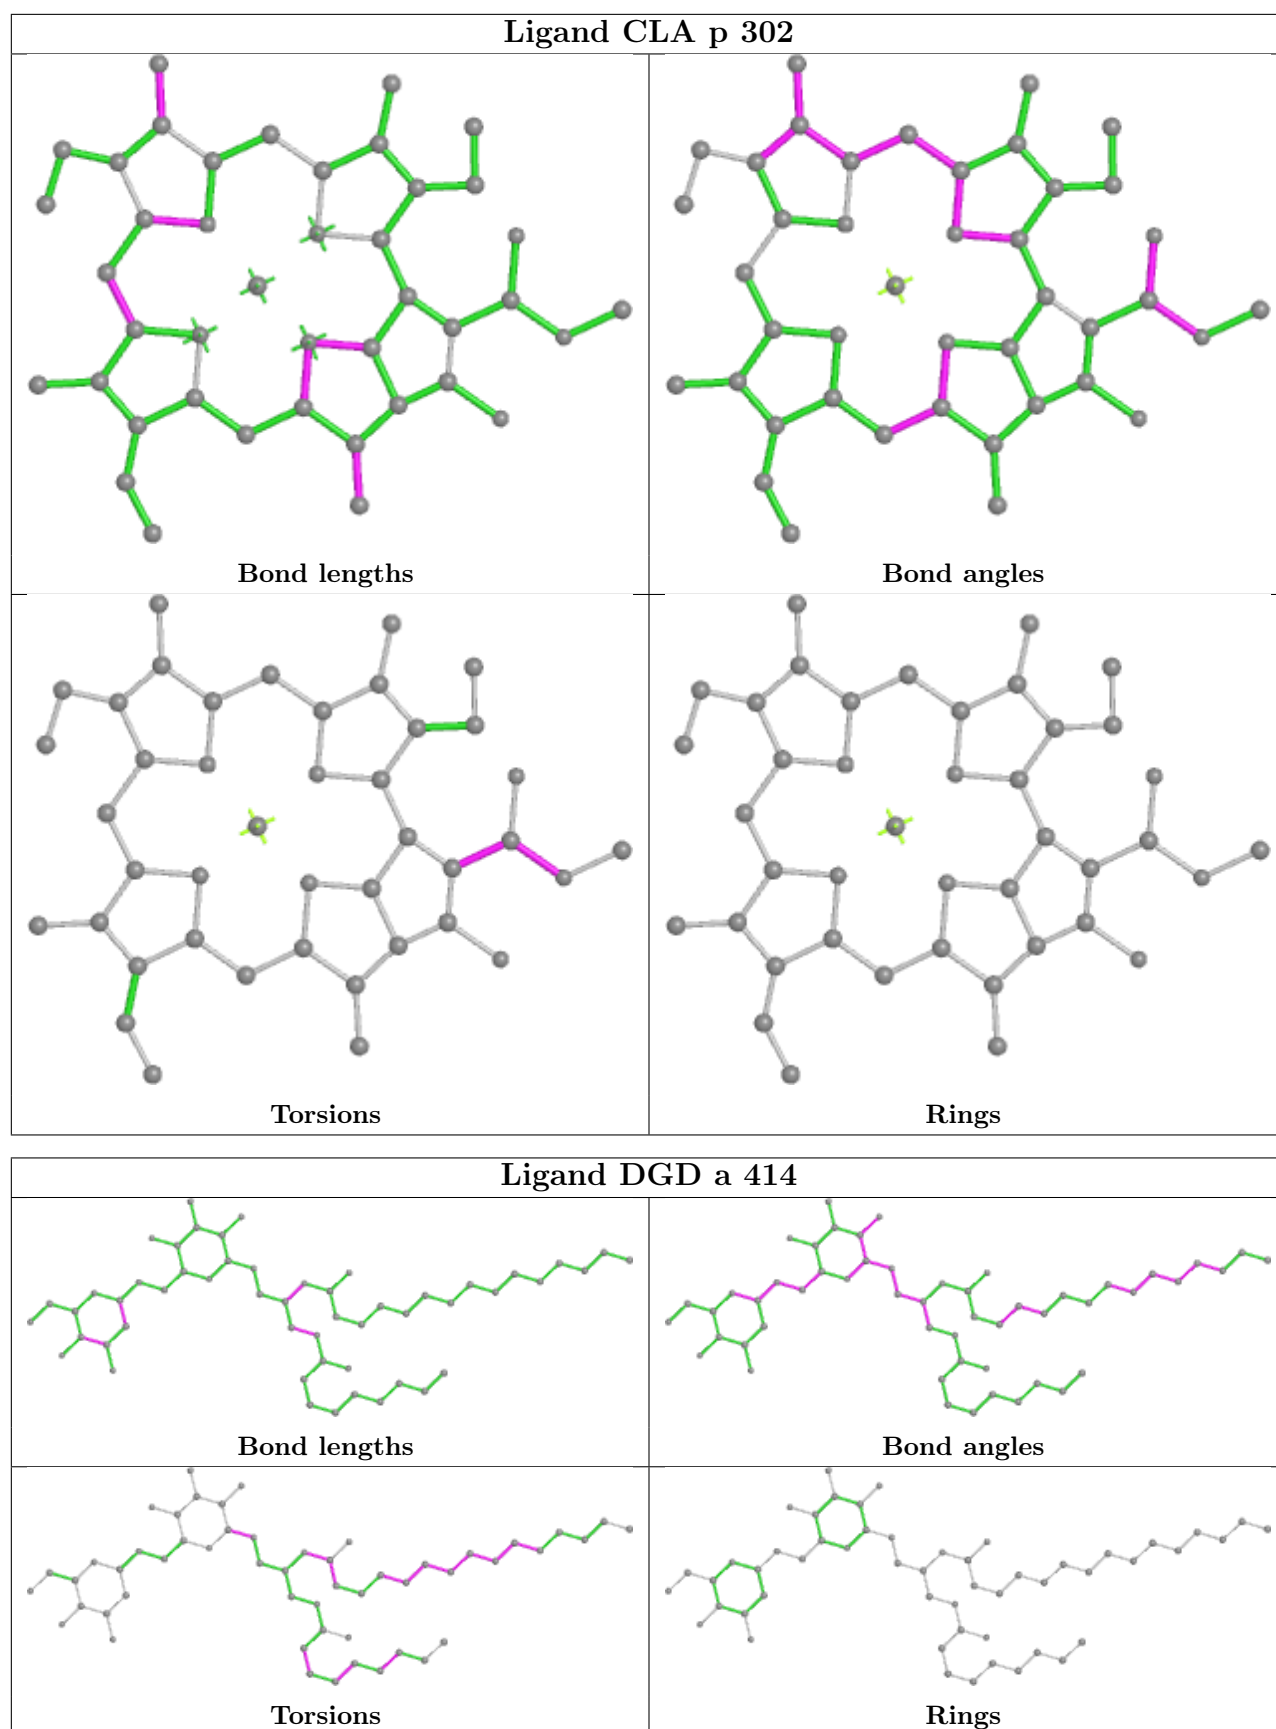 Ligand CLA p 302
Bond lengths
Bond angles
Torsions
Rings
Ligand DGD a 414
Bond lengths
Bond angles
Torsions
Rings